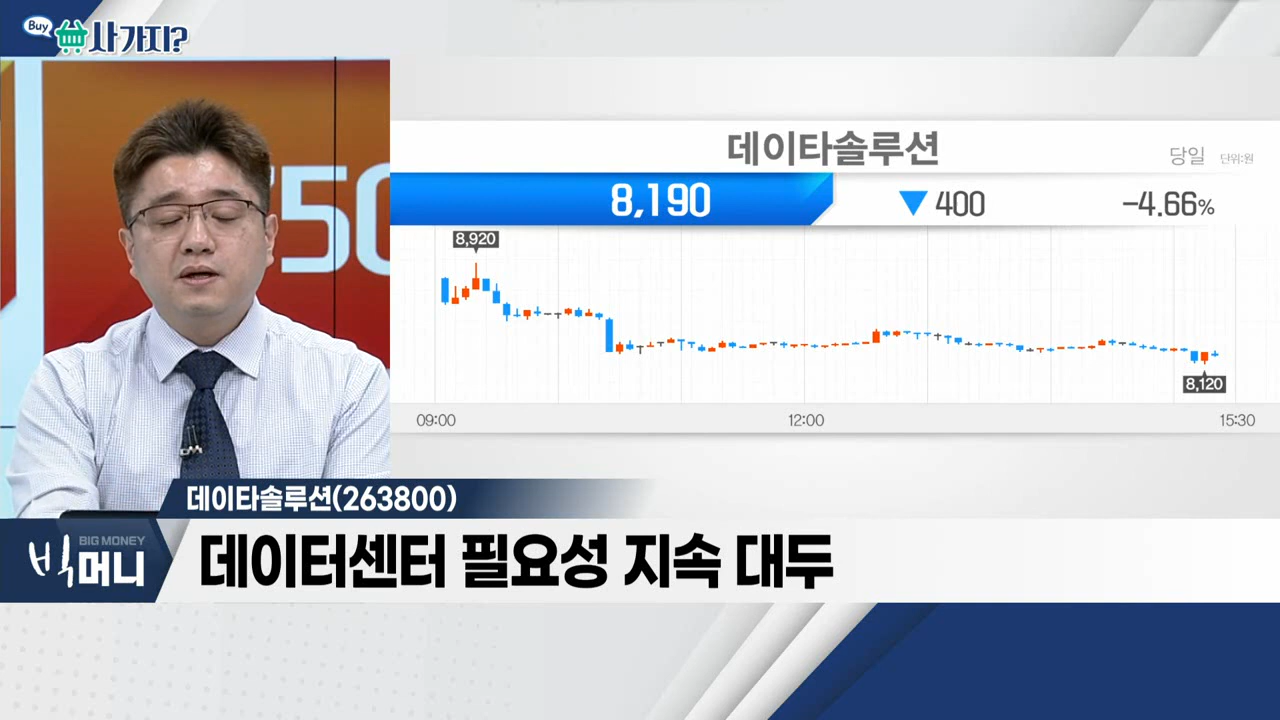 Buy
사가지?
50
데이타솔루션
당일 단위:원
8,190 ▼400 -4.66%
8,920
8,120
09:00 12:00 15:30
데이타솔루션(263800)
BIG MONEY
빅머니
데이터센터 필요성 지속 대두